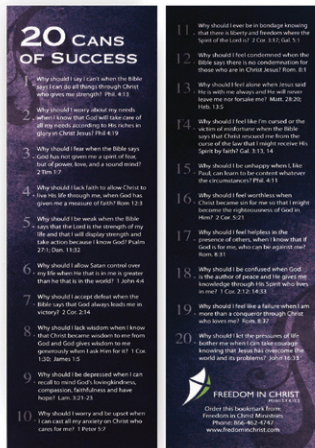 20 CANS
OF SUCCESS
1. Why should I say I can't when the Bible
says I can do all things through Christ
who gives me strength? Phil. 4:13
2. Why should I worry about my needs
when I know that God will take care of
all my needs according to His riches in
glory in Christ Jesus? Phil 4:19
3. Why should I fear when the Bible says
God has not given me a spirit of fear,
but of power, love, and a sound mind?
2 Tim 1:7
4. Why should I lack faith to allow Christ to
live His life through me, when God has
given me a measure of faith? Rom 12:3
5. Why should I be weak when the Bible
says that the Lord is the strength of my
life and that I will display strength and
take action because I know God? Psalm
27:1; Dan. 11:32
6. Why should I allow Satan control over
my life when He that is in me is greater
than he that is in the world? 1 John 4:4
7. Why should I accept defeat when the
Bible says that God always leads me in
victory? 2 Cor 2:14
8. Why should I lack wisdom when I know
that Christ became wisdom to me from
God and God gives wisdom to me
generously when I ask Him for it? 1 Cor.
1:30; James 1:5
9. Why should I be depressed when I can
recall to mind God's lovingkindness,
compassion, faithfulness and have
hope? Lam. 3:21-23
10. Why should I worry and be upset when
I can cast all my anxiety on Christ who
cares for me? 1 Peter 5:7
11. Why should I ever be in bondage knowing
that there is liberty and freedom where the
Spirit of the Lord is? 2 Cor 3:17; Gal. 5:1
12. Why should I feel condemned when the
Bible says there is no condemnation for
those who are in Christ Jesus? Rom. 8:1
13. Why should I feel alone when Jesus said
He is with me always and He will never
leave me nor forsake me? Matt. 28:20;
Heb. 13:5
14. Why should I feel like I'm cursed or the
victim of misfortune when the Bible
says that Christ rescued me from the
curse of the law that I might receive His
Spirit by faith? Gal. 3:13, 14
15. Why should I be unhappy when I, like
Paul, can learn to be content whatever
the circumstances? Phil. 4:11
16. Why should I feel worthless when
Christ became sin for me so that I might
become the righteousness of God in
Him? 2 Cor. 5:21
17. Why should I feel helpless in the
presence of others, when I know that if
God is for me, who can be against me?
Rom. 8:31
18. Why should I be confused when God
is the author of peace and He gives me
knowledge through His Spirit who lives
in me? 1 Cor. 2:12; 14:33
19. Why should I feel like a failure when I am
more than a conqueror through Christ
who loves me? Rom. 8:37
20. Why should I let the pressures of life
bother me when I can take courage
knowing that Jesus has overcome the
world and its problems? John 16:33
FREEDOM IN CHRIST
MINISTRIES
Order this bookmark from:
Freedom in Christ Ministries
Phone: 866-462-4747
www.freedominchrist.com